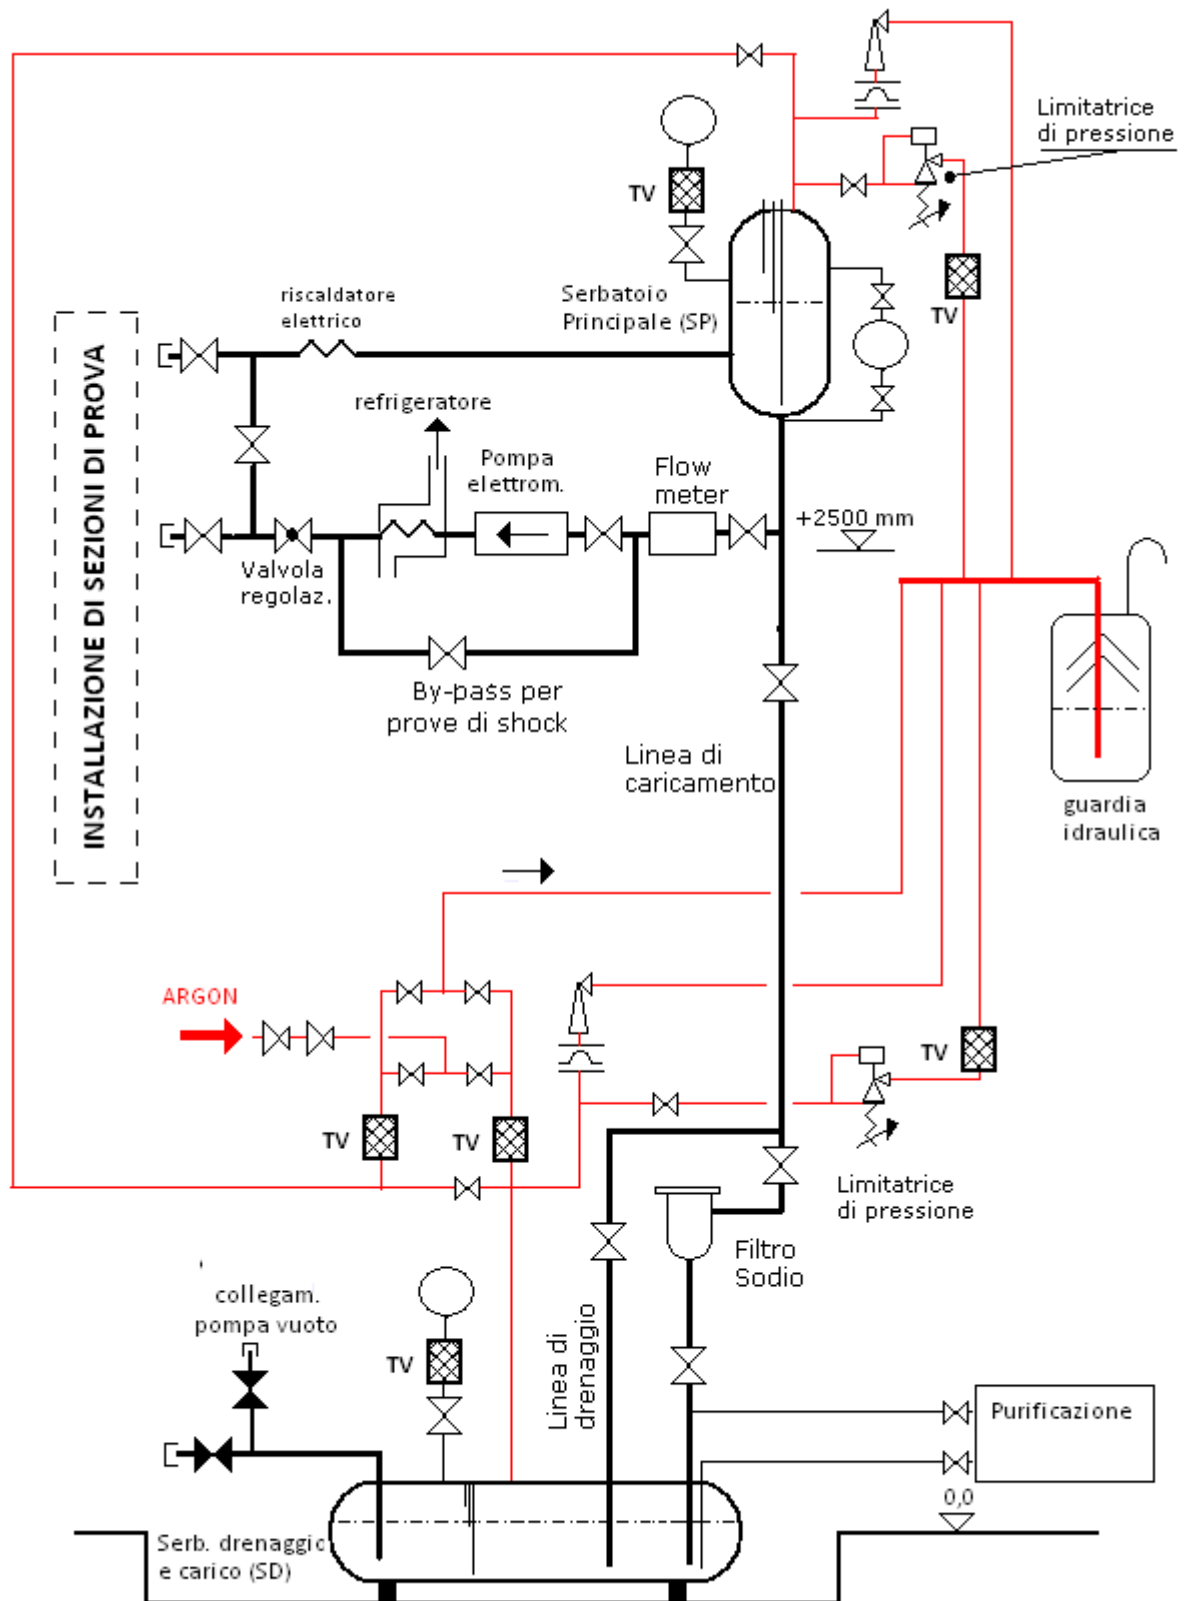 Limitatrice
di pressione
TV
TV
riscaldatore
elettrico
Serbatoio
Principale (SP)
INSTALLAZIONE DI SEZIONI DI PROVA
refrigeratore
Pompa
elettrom.
Flow
meter
+2500 mm
Valvola
regolaz.
By-pass per
prove di shock
Linea di
caricamento
guardia
idraulica
ARGON
TV
TV
TV
Limitatrice
di pressione
Filtro
Sodio
collegam.
pompa vuoto
TV
Linea di
drenaggio
Purificazione
0,0
Serb. drenaggio
e carico (SD)